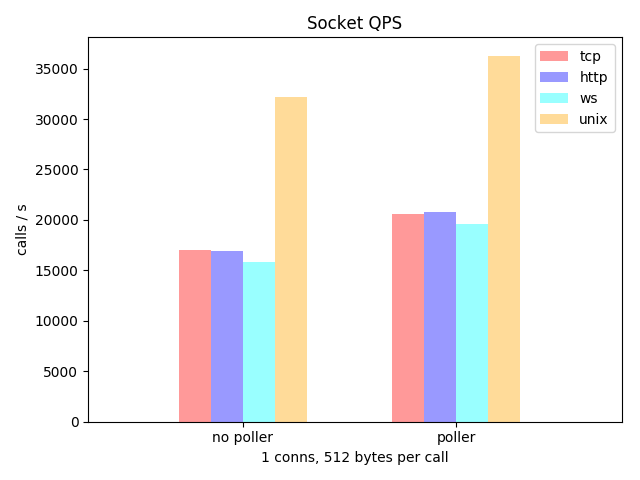 Socket QPS
calls / s
35000
30000
25000
20000
15000
10000
5000
0
tcp
http
ws
unix
no poller
poller
1 conns, 512 bytes per call